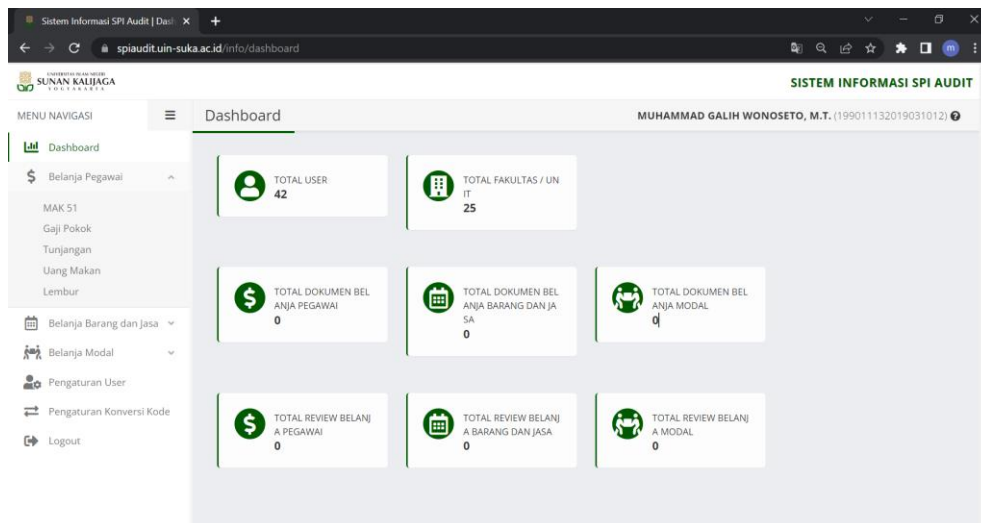 Sistem Informasi SPI Audit | Dash
spiaudit.uin-suka.ac.id/info/dashboard
m
UNIVERSITAS ISLAM NEGERI
SUNAN KALIJAGA
YOGYAKARTA
SISTEM INFORMASI SPI AUDIT
MENU NAVIGASI
Dashboard
MUHAMMAD GALIH WONOSETO, M.T. (199011132019031012)
Dashboard
Belanja Pegawai
MAK 51
Gaji Pokok
Tunjangan
Uang Makan
Lembur
Belanja Barang dan Jasa
Belanja Modal
Pengaturan User
Pengaturan Konversi Kode
Logout
TOTAL USER
42
TOTAL FAKULTAS / UN
IT
25
TOTAL DOKUMEN BEL
ANJA PEGAWAI
0
TOTAL DOKUMEN BEL
ANJA BARANG DAN JA
SA
0
TOTAL DOKUMEN BEL
ANJA MODAL
0
TOTAL REVIEW BELANJ
A PEGAWAI
0
TOTAL REVIEW BELANJ
A BARANG DAN JASA
0
TOTAL REVIEW BELANJ
A MODAL
0